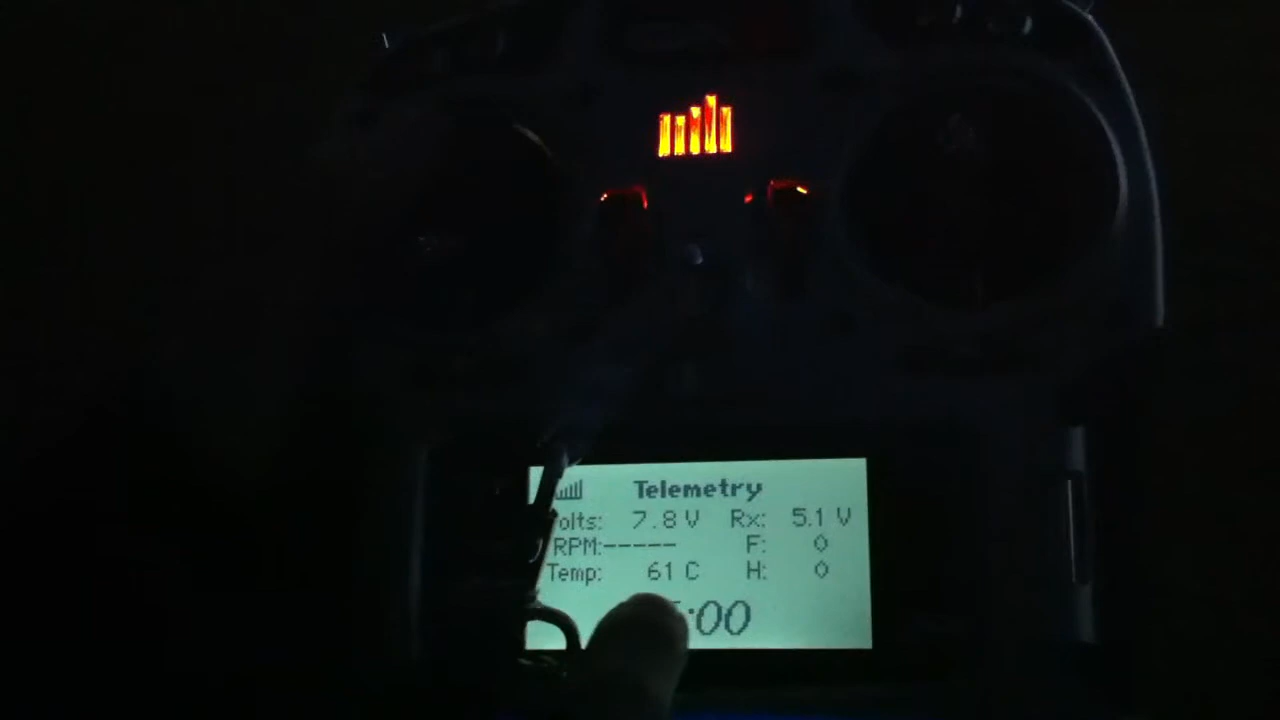 Telemetry
olts: 7.8 V Rx: 5.1 V
RPM:----- F: 0
Temp: 61 C H: 0
:00